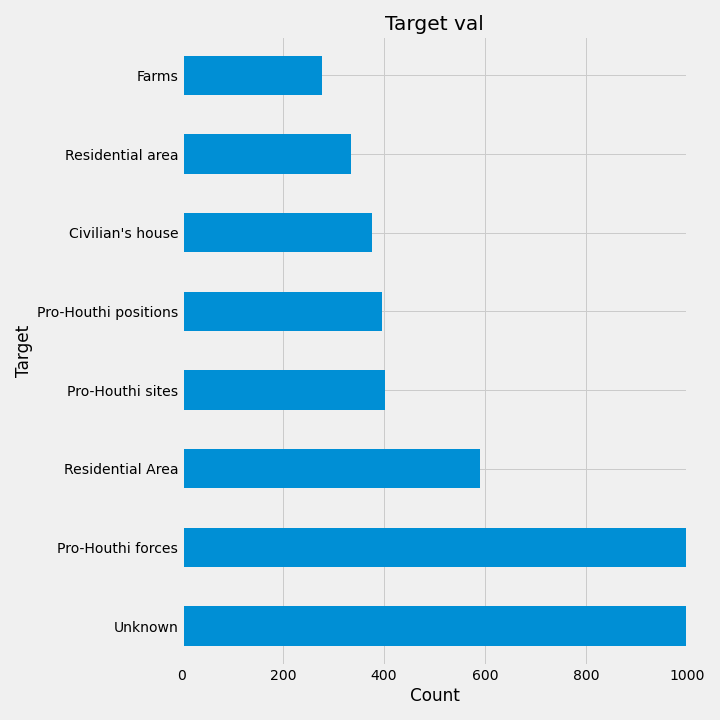 Target val
Farms
Residential area
Civilian's house
Pro-Houthi positions
Pro-Houthi sites
Residential Area
Pro-Houthi forces
Unknown
Target
0 200 400 600 800 1000
Count